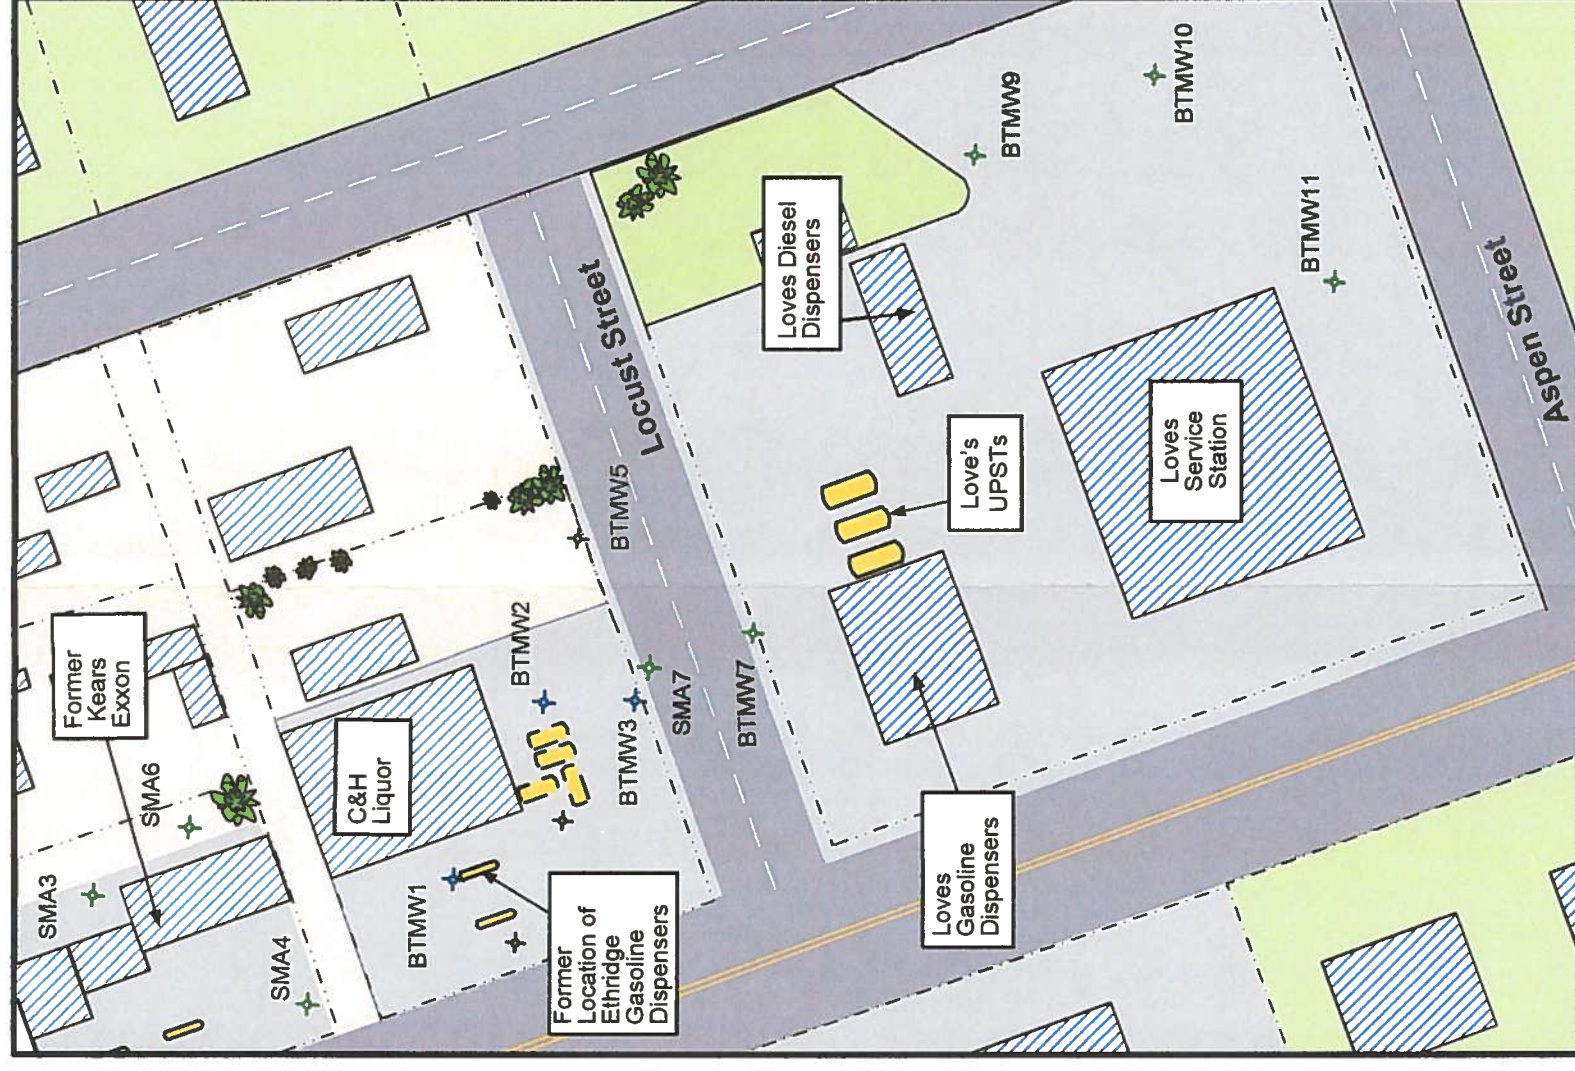 Former
Kears
Exxon
SMA3
SMA6
SMA4
C&H
Liquor
BTMW1
BTMW2
BTMW3
BTMW5
SMA7
BTMW7
Locust Street
Former
Location of
Ethridge
Gasoline
Dispensers
Loves Diesel
Dispensers
Love's
UPSTs
Loves
Gasoline
Dispensers
Loves
Service
Station
BTMW9
BTMW10
BTMW11
Aspen Street